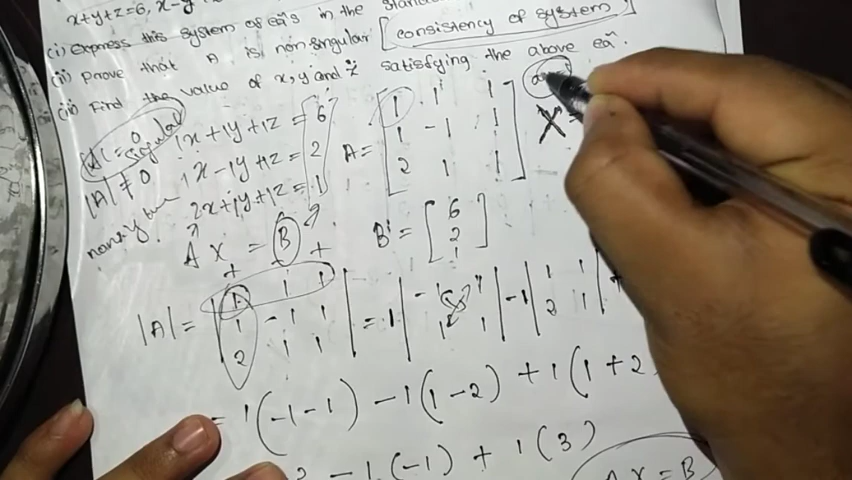 x+y+z=6, x-y
(i) Express this system of eq̃s in the
(ii) Prove that A is non singular [consistency of system]
(iii) Find the value of x, y and z satisfying the above eq̃.
|A| = 0 singular
|A| ≠ 0
1x + 1y + 1z = 6
1x - 1y + 1z = 2
2x + 1y + 1z = 1
A = [1 1 1
1 -1 1
2 1 1]
X
A X = B
B = [6
2
1]
|A| = |1 1 1
1 -1 1
2 1 1| = 1 |-1 1
1 1| - 1 |1 1
2 1| +
= 1(-1-1) - 1(1-2) + 1(1+2
- 1(-1) + 1(3)
AX = B